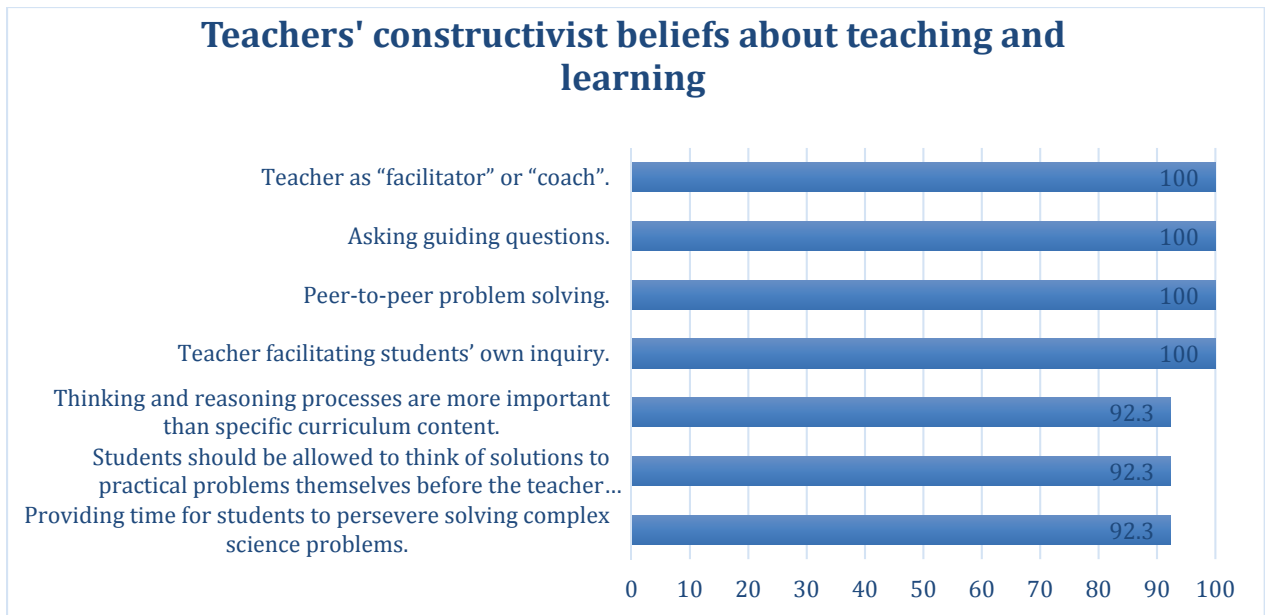 Teachers' constructivist beliefs about teaching and
learning
Teacher as “facilitator” or “coach”.
100
Asking guiding questions.
100
Peer-to-peer problem solving.
100
Teacher facilitating students’ own inquiry.
100
Thinking and reasoning processes are more important
than specific curriculum content.
92.3
Students should be allowed to think of solutions to
practical problems themselves before the teacher…
92.3
Providing time for students to persevere solving complex
science problems.
92.3
0 10 20 30 40 50 60 70 80 90 100